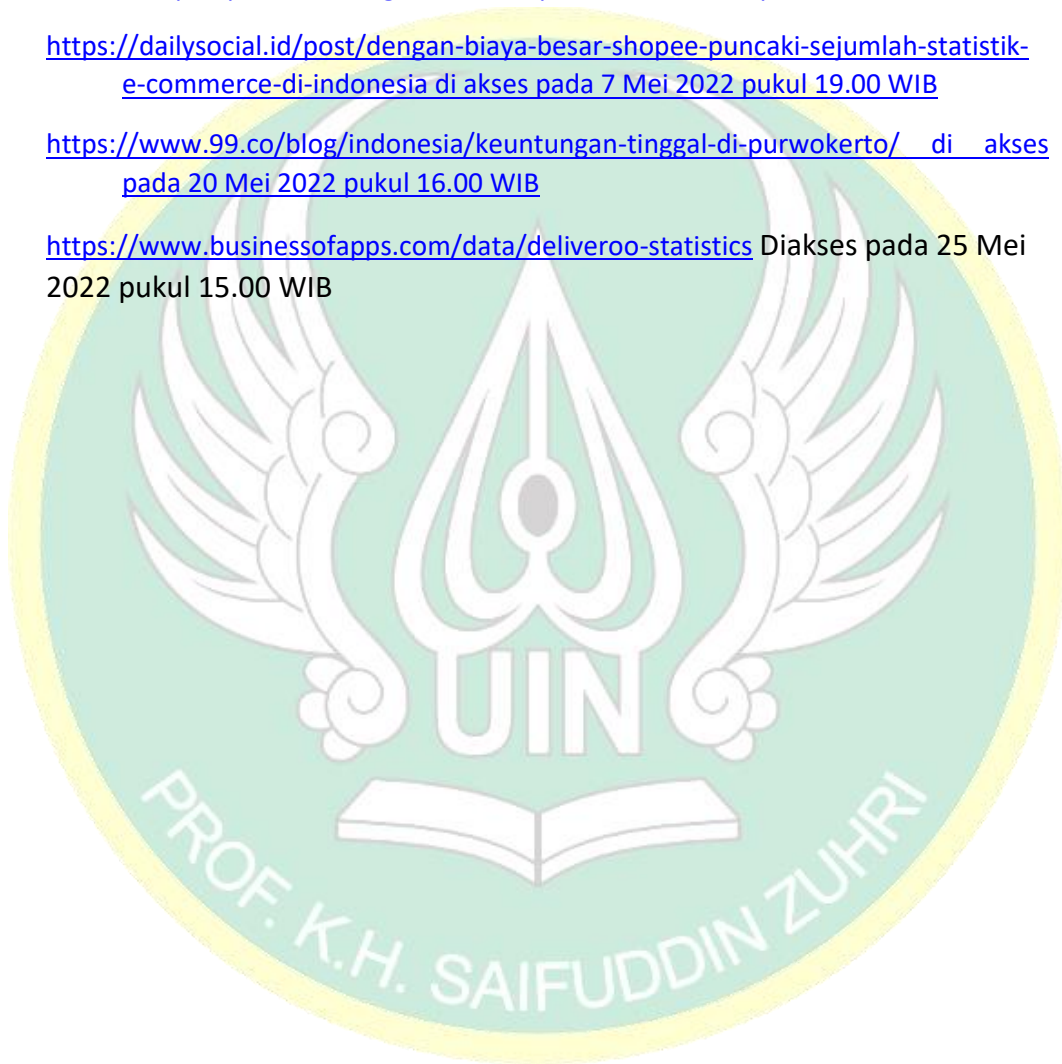 https://dailysocial.id/post/dengan-biaya-besar-shopee-puncaki-sejumlah-statistik-
e-commerce-di-indonesia di akses pada 7 Mei 2022 pukul 19.00 WIB
https://www.99.co/blog/indonesia/keuntungan-tinggal-di-purwokerto/ di akses
pada 20 Mei 2022 pukul 16.00 WIB
https://www.businessofapps.com/data/deliveroo-statistics Diakses pada 25 Mei
2022 pukul 15.00 WIB
UIN
PROF. K.H. SAIFUDDIN ZUHRI